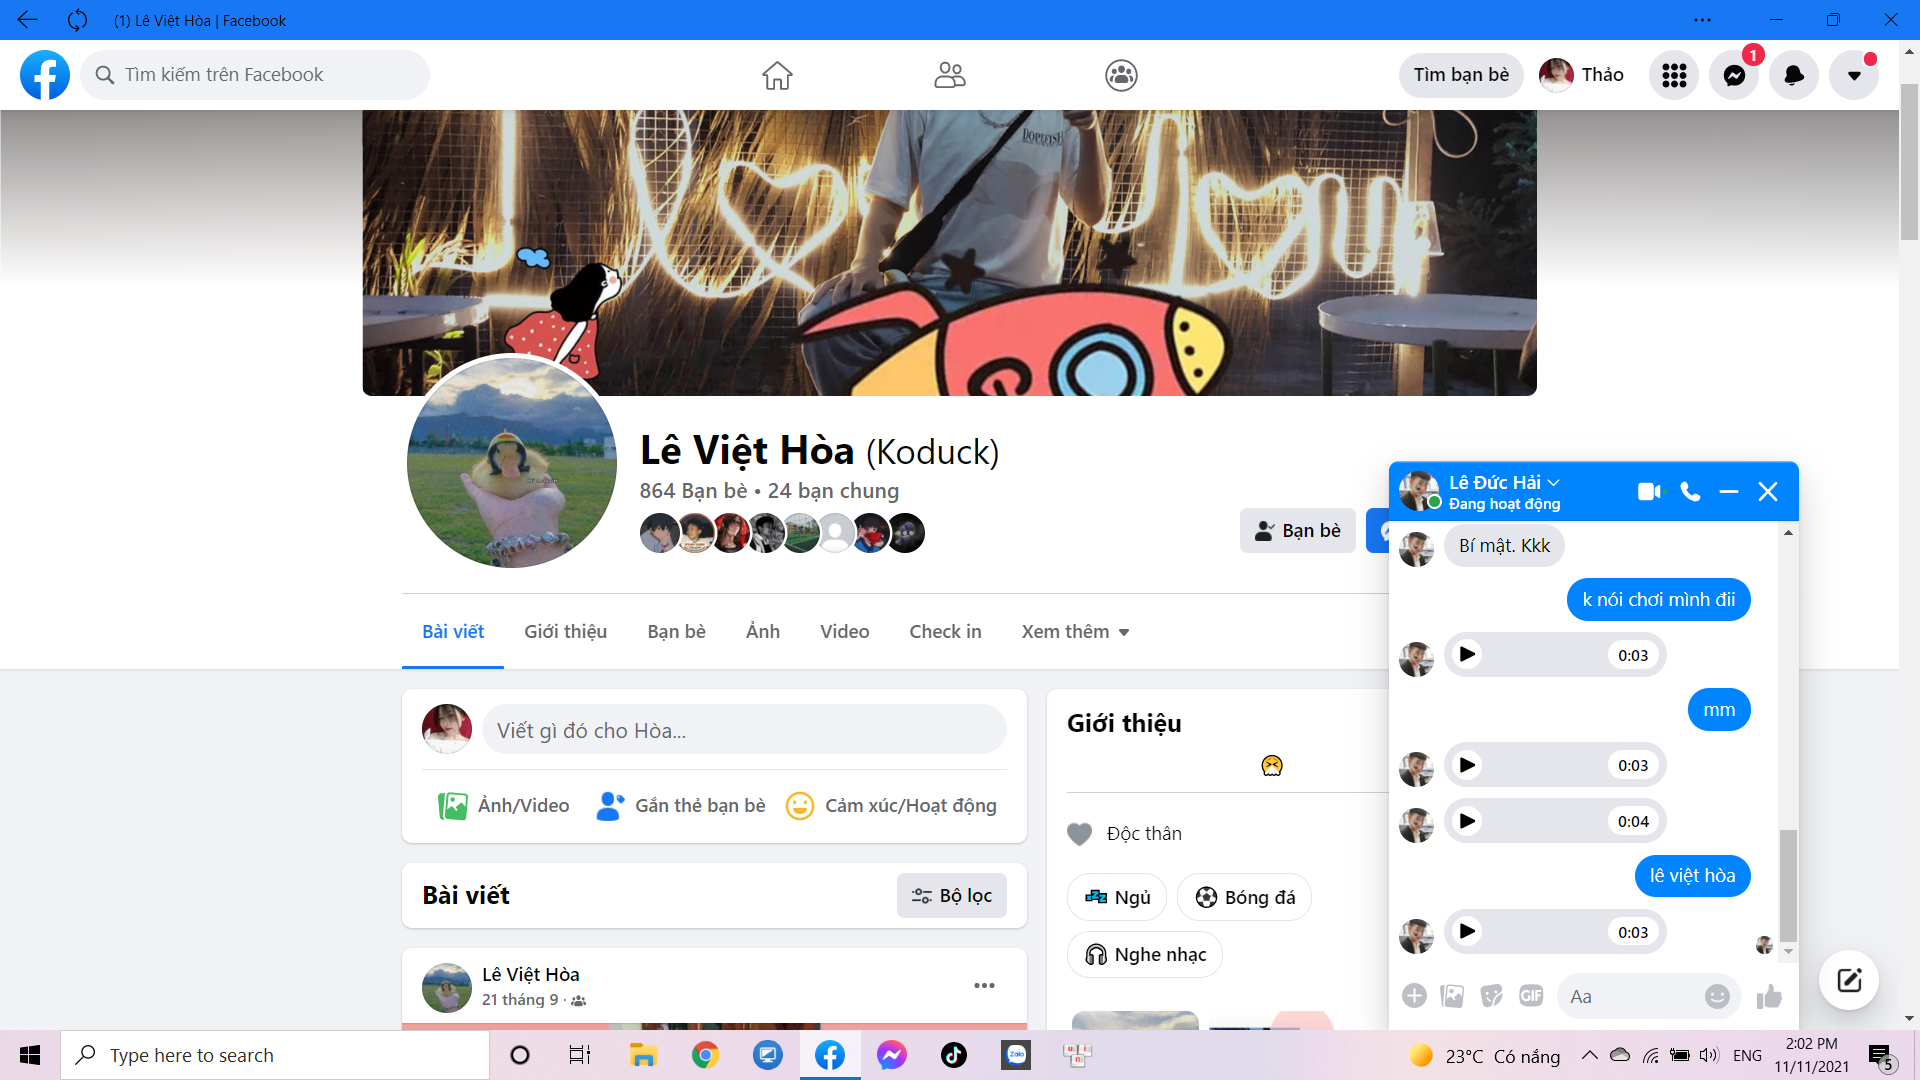 (1) Lê Việt Hòa | Facebook
Tìm kiếm trên Facebook
Tìm bạn bè
Thảo
1
DOPEFISH
Lê Việt Hòa (Koduck)
864 Bạn bè • 24 bạn chung
Bạn bè
Bài viết
Giới thiệu
Bạn bè
Ảnh
Video
Check in
Xem thêm
Viết gì đó cho Hòa...
Ảnh/Video
Gắn thẻ bạn bè
Cảm xúc/Hoạt động
Bài viết
Bộ lọc
Lê Việt Hòa
21 tháng 9 ·
Giới thiệu
Độc thân
Ngủ
Bóng đá
Nghe nhạc
Lê Đức Hải
Đang hoạt động
Bí mật. Kkk
k nói chơi mình đii
0:03
mm
0:03
0:04
lê việt hòa
0:03
GIF
Aa
Type here to search
Zalo
23°C Có nắng
ENG
2:02 PM
11/11/2021
5